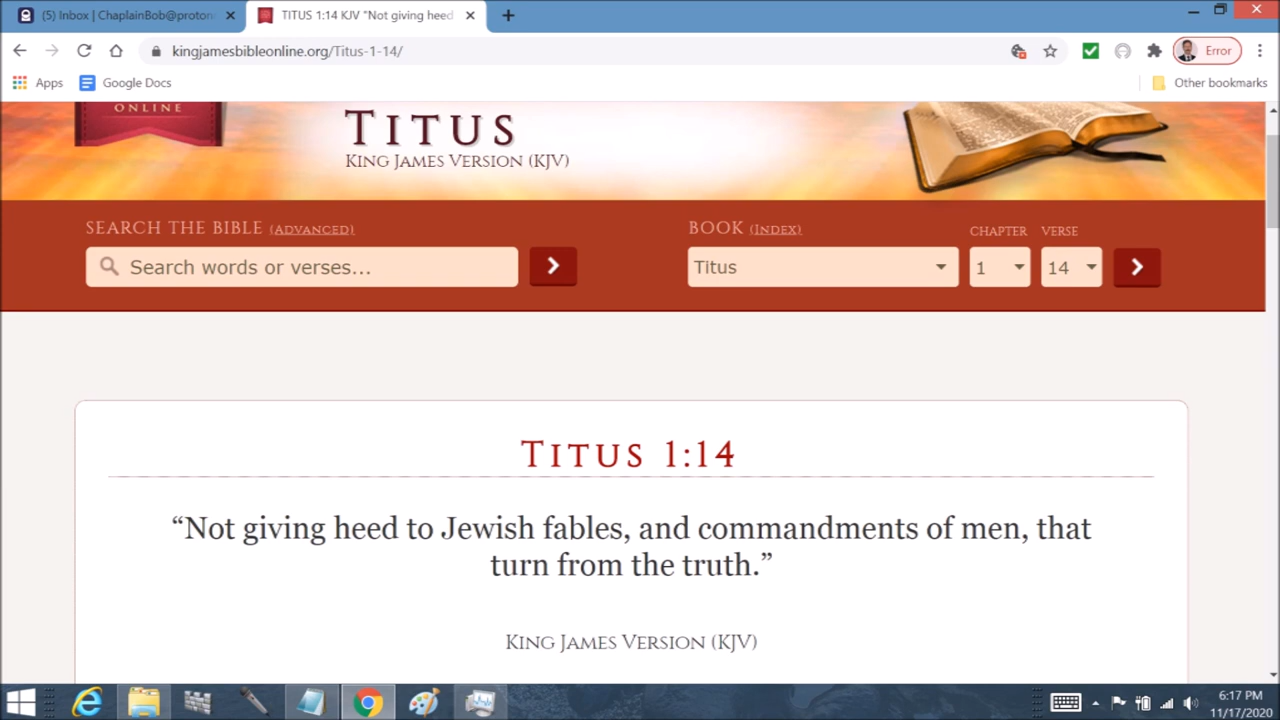 (5) Inbox | ChaplainBob@proton
TITUS 1:14 KJV "Not giving heed
kingjamesbibleonline.org/Titus-1-14/
Error
Apps
Google Docs
Other bookmarks
ONLINE
TITUS
KING JAMES VERSION (KJV)
SEARCH THE BIBLE (ADVANCED)
BOOK (INDEX)
CHAPTER
VERSE
Search words or verses...
Titus
1
14
TITUS 1:14
“Not giving heed to Jewish fables, and commandments of men, that
turn from the truth.”
KING JAMES VERSION (KJV)
6:17 PM
11/17/2020